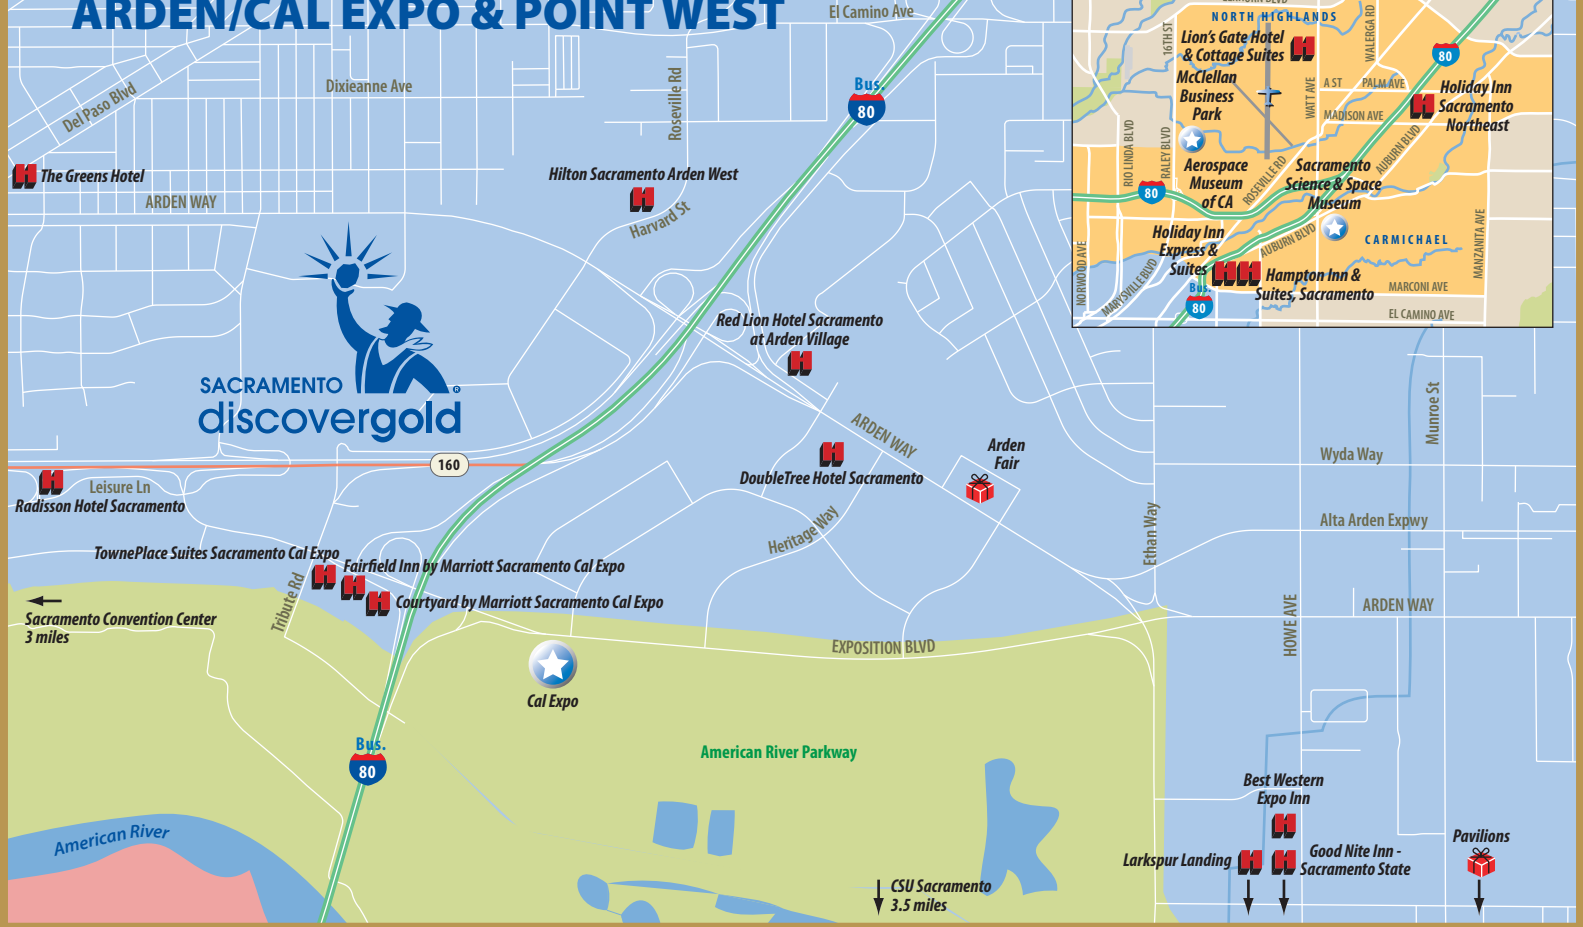 ARDEN/CAL EXPO & POINT WEST
El Camino Ave
Del Paso Blvd
Dixieanne Ave
Roseville Rd
Bus.
80
The Greens Hotel
ARDEN WAY
Hilton Sacramento Arden West
Harvard St
SACRAMENTO
discovergold
®
Red Lion Hotel Sacramento
at Arden Village
ARDEN WAY
Arden
Fair
DoubleTree Hotel Sacramento
Heritage Way
160
Leisure Ln
Radisson Hotel Sacramento
TownePlace Suites Sacramento Cal Expo
Fairfield Inn by Marriott Sacramento Cal Expo
Courtyard by Marriott Sacramento Cal Expo
Tribute Rd
Sacramento Convention Center
3 miles
EXPOSITION BLVD
Cal Expo
Bus.
80
American River Parkway
American River
CSU Sacramento
3.5 miles
NORTH HIGHLANDS
16TH ST
Lion's Gate Hotel
& Cottage Suites
WALERGA RD
80
McClellan
Business
Park
WATT AVE
A ST
PALM AVE
Holiday Inn
Sacramento
Northeast
MADISON AVE
RIO LINDA BLVD
RALEY BLVD
AUBURN BLVD
Aerospace
Museum
of CA
ROSEVILLE RD
Sacramento
Science & Space
Museum
80
Holiday Inn
Express &
Suites
AUBURN BLVD
CARMICHAEL
MANZANITA AVE
NORWOOD AVE
MARYSVILLE BLVD
Bus.
80
Hampton Inn &
Suites, Sacramento
MARCONI AVE
EL CAMINO AVE
Munroe St
Wyda Way
Ethan Way
Alta Arden Expwy
HOWE AVE
ARDEN WAY
Best Western
Expo Inn
Larkspur Landing
Good Nite Inn -
Sacramento State
Pavilions